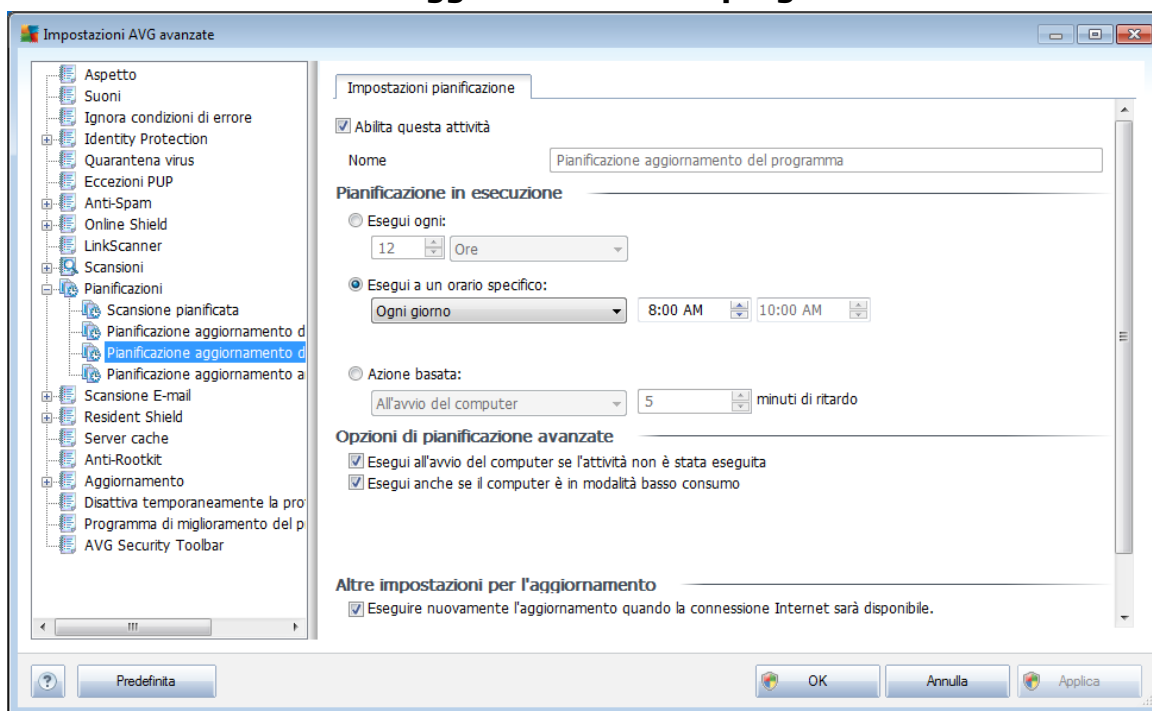 Impostazioni AVG avanzate
Aspetto
Suoni
Ignora condizioni di errore
Identity Protection
Quarantena virus
Eccezioni PUP
Anti-Spam
Online Shield
LinkScanner
Scansioni
Pianificazioni
Scansione pianificata
Pianificazione aggiornamento d
Pianificazione aggiornamento d
Pianificazione aggiornamento a
Scansione E-mail
Resident Shield
Server cache
Anti-Rootkit
Aggiornamento
Disattiva temporaneamente la pro
Programma di miglioramento del p
AVG Security Toolbar
Impostazioni pianificazione
Abilita questa attività
Nome Pianificazione aggiornamento del programma
Pianificazione in esecuzione
Esegui ogni:
12 Ore
Esegui a un orario specifico:
Ogni giorno 8:00 AM 10:00 AM
Azione basata:
All'avvio del computer 5 minuti di ritardo
Opzioni di pianificazione avanzate
Esegui all'avvio del computer se l'attività non è stata eseguita
Esegui anche se il computer è in modalità basso consumo
Altre impostazioni per l'aggiornamento
Eseguire nuovamente l'aggiornamento quando la connessione Internet sarà disponibile.
? Predefinita OK Annulla Applica